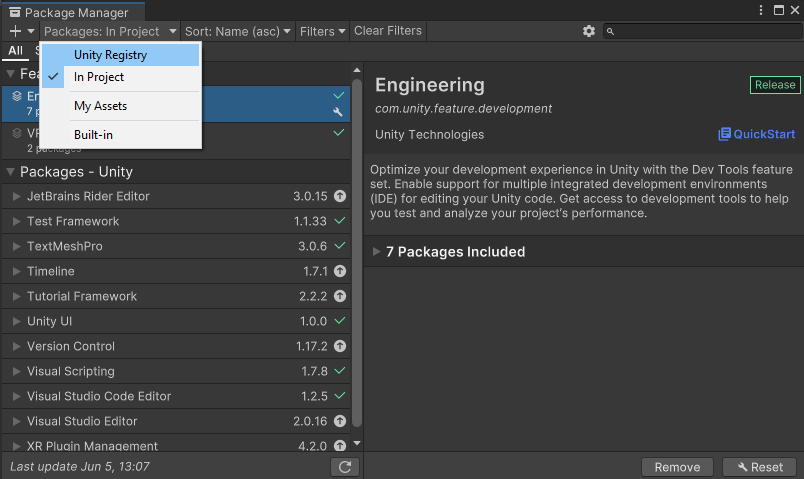 Package Manager
Packages: In Project
Sort: Name (asc)
Filters
Clear Filters
All
Unity Registry
In Project
My Assets
Built-in
2 packages
Packages - Unity
JetBrains Rider Editor 3.0.15
Test Framework 1.1.33
TextMeshPro 3.0.6
Timeline 1.7.1
Tutorial Framework 2.2.2
Unity UI 1.0.0
Version Control 1.17.2
Visual Scripting 1.7.8
Visual Studio Code Editor 1.2.5
Visual Studio Editor 2.0.16
XR Plugin Management 4.2.0
Last update Jun 5, 13:07
Engineering
Release
com.unity.feature.development
Unity Technologies
QuickStart
Optimize your development experience in Unity with the Dev Tools feature
set. Enable support for multiple integrated development environments
(IDE) for editing your Unity code. Get access to development tools to help
you test and analyze your project's performance.
7 Packages Included
Remove
Reset